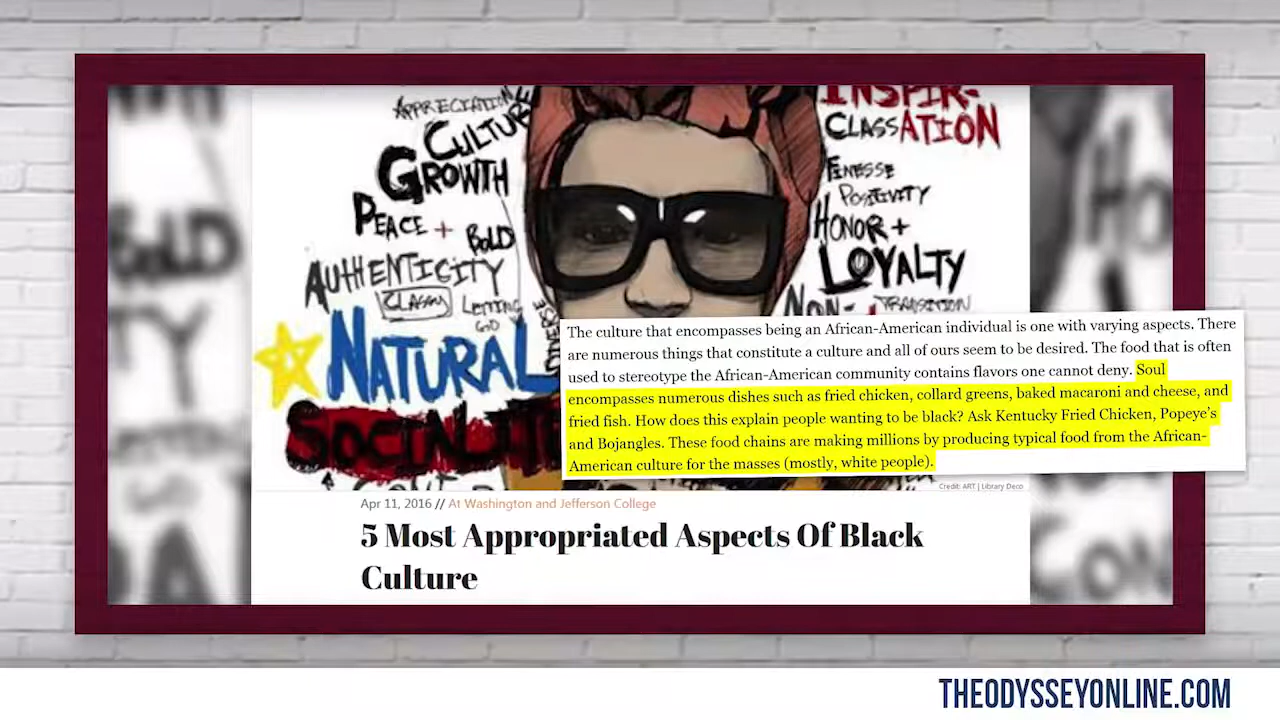 APPRECIATION
CULTURE
GROWTH
PEACE + BOLD
AUTHENTICITY
CLASSY LETTING
GO
NATURAL
INSPIR-
CLASSATION
FINESSE
POSITIVITY
HONOR +
LOYALTY
NON- TRANSITION
The culture that encompasses being an African-American individual is one with varying aspects. There
are numerous things that constitute a culture and all of ours seem to be desired. The food that is often
used to stereotype the African-American community contains flavors one cannot deny. Soul
encompasses numerous dishes such as fried chicken, collard greens, baked macaroni and cheese, and
fried fish. How does this explain people wanting to be black? Ask Kentucky Fried Chicken, Popeye's
and Bojangles. These food chains are making millions by producing typical food from the African-
American culture for the masses (mostly, white people).
Credit: ART | Library Deco
Apr 11, 2016 // At Washington and Jefferson College
5 Most Appropriated Aspects Of Black
Culture
THEODYSSEYONLINE.COM